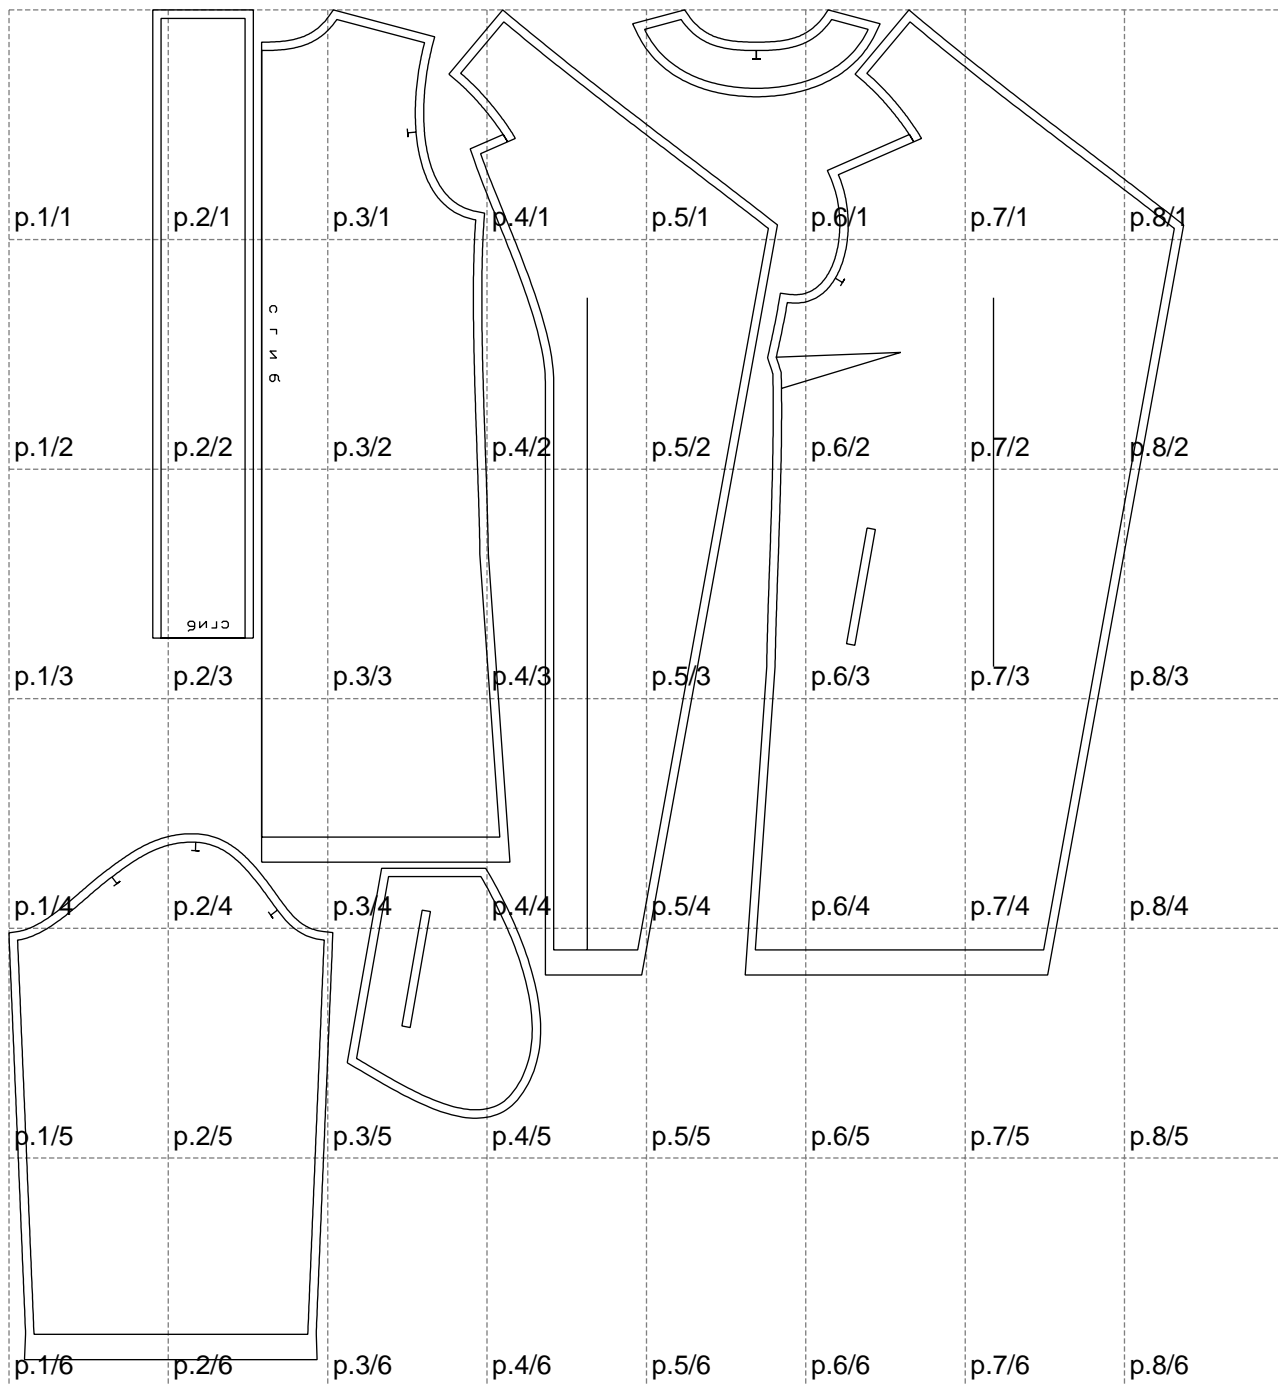 p.1/1 p.2/1 p.3/1 p.4/1 p.5/1 p.6/1 p.7/1 p.8/1
сгиб
p.1/2 p.2/2 p.3/2 p.4/2 p.5/2 p.6/2 p.7/2 p.8/2
сгиб
p.1/3 p.2/3 p.3/3 p.4/3 p.5/3 p.6/3 p.7/3 p.8/3
p.1/4 p.2/4 p.3/4 p.4/4 p.5/4 p.6/4 p.7/4 p.8/4
p.1/5 p.2/5 p.3/5 p.4/5 p.5/5 p.6/5 p.7/5 p.8/5
p.1/6 p.2/6 p.3/6 p.4/6 p.5/6 p.6/6 p.7/6 p.8/6